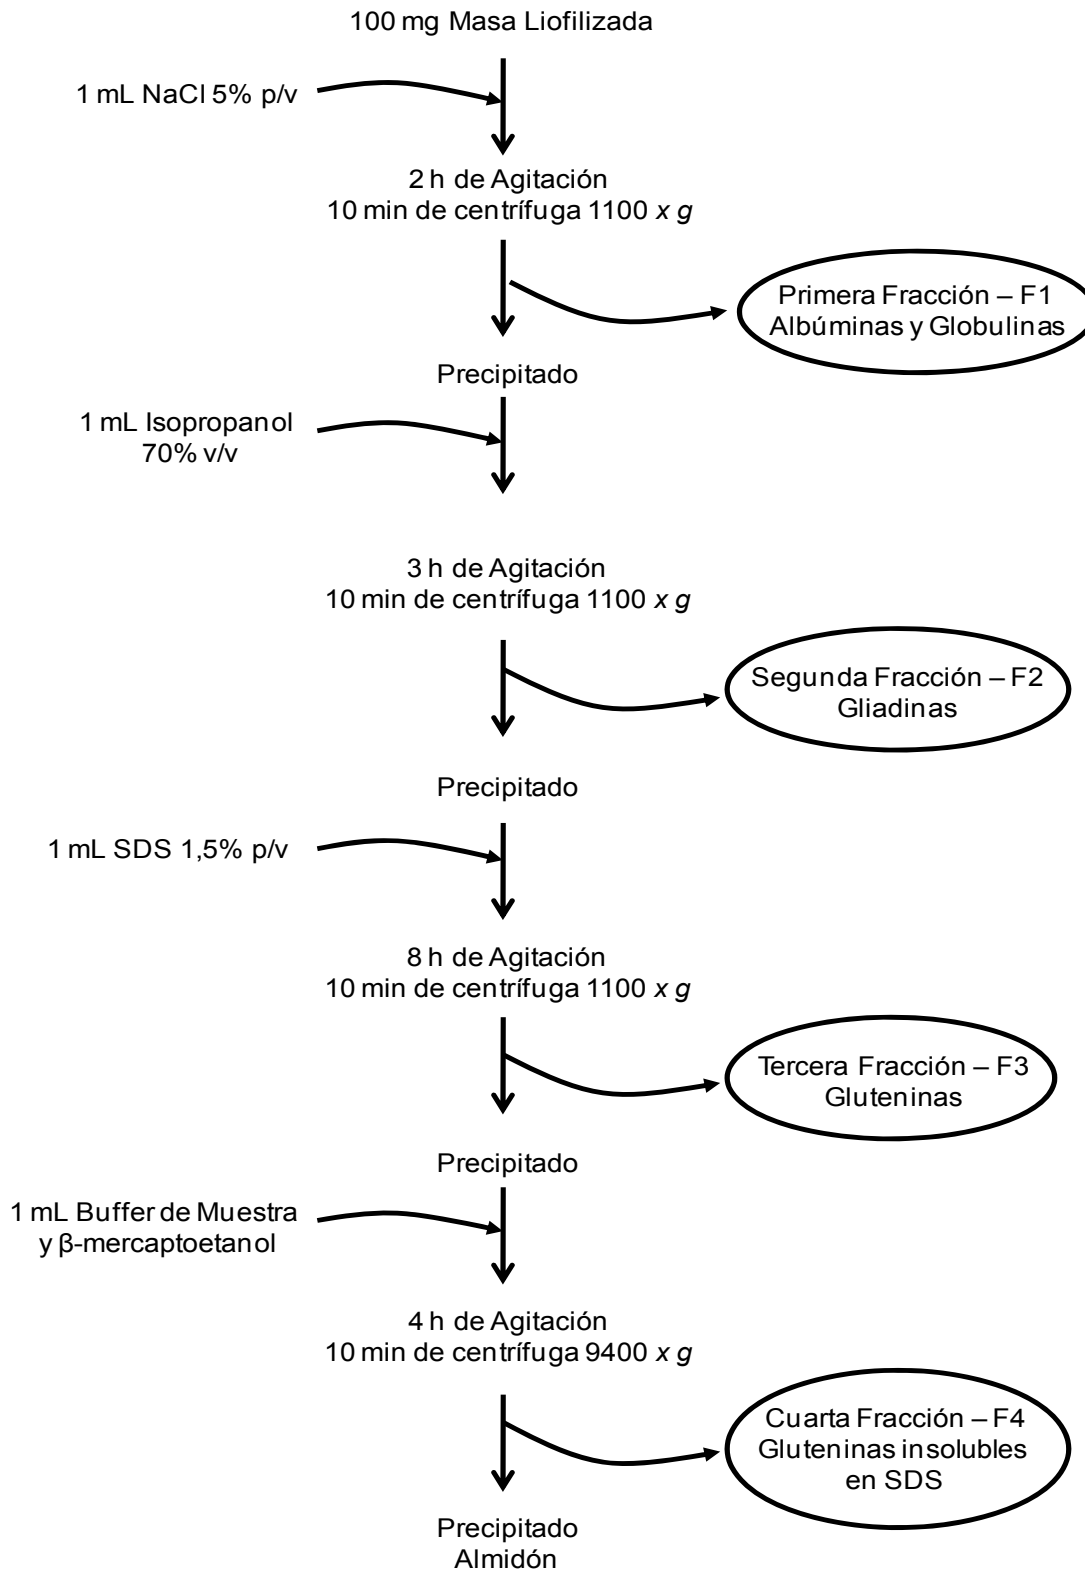 100 mg Masa Liofilizada
1 mL NaCl 5% p/v
2 h de Agitación
10 min de centrífuga 1100 x g
Primera Fracción – F1
Albúminas y Globulinas
Precipitado
1 mL Isopropanol
70% v/v
3 h de Agitación
10 min de centrífuga 1100 x g
Segunda Fracción – F2
Gliadinas
Precipitado
1 mL SDS 1,5% p/v
8 h de Agitación
10 min de centrífuga 1100 x g
Tercera Fracción – F3
Gluteninas
Precipitado
1 mL Buffer de Muestra
y β-mercaptoetanol
4 h de Agitación
10 min de centrífuga 9400 x g
Cuarta Fracción – F4
Gluteninas insolubles
en SDS
Precipitado
Almidón